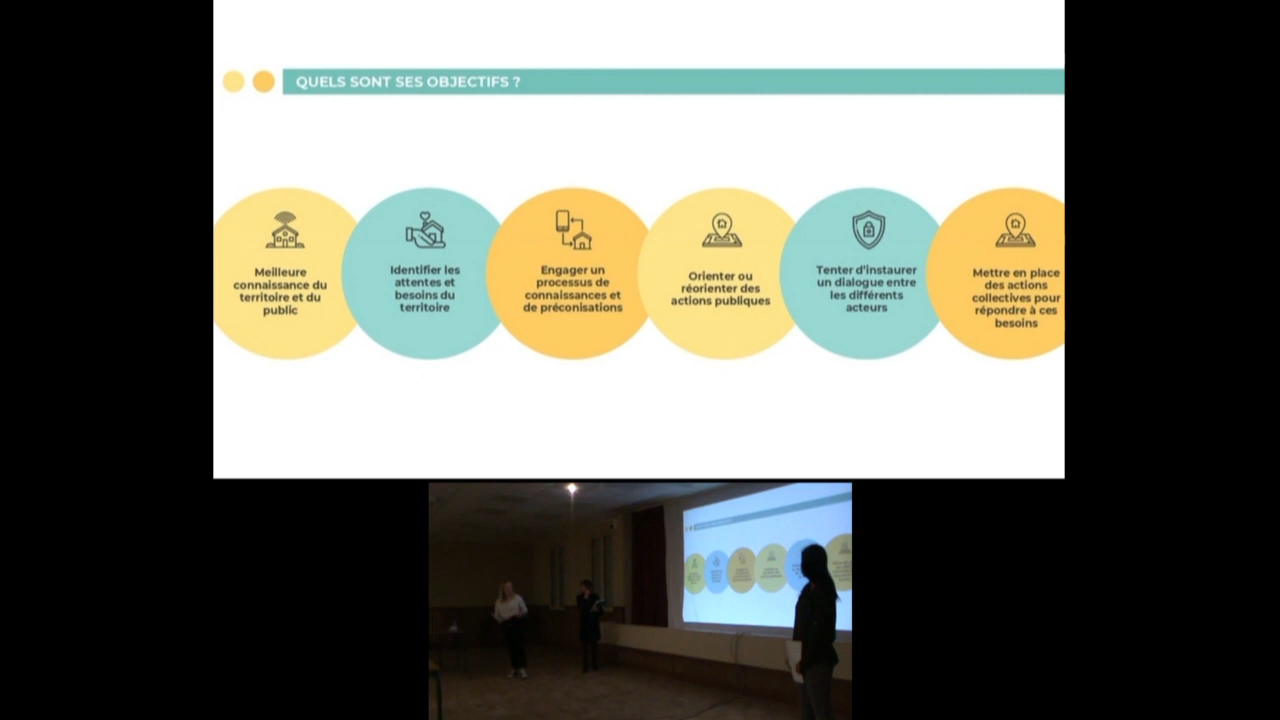 QUELS SONT SES OBJECTIFS ?
Meilleure
connaissance du
territoire et du
public
Identifier les
attentes et
besoins du
territoire
Engager un
processus de
connaissances et
de préconisations
Orienter ou
réorienter des
actions publiques
Tenter d'instaurer
un dialogue entre
les différents
acteurs
Mettre en place
des actions
collectives pour
répondre à ces
besoins